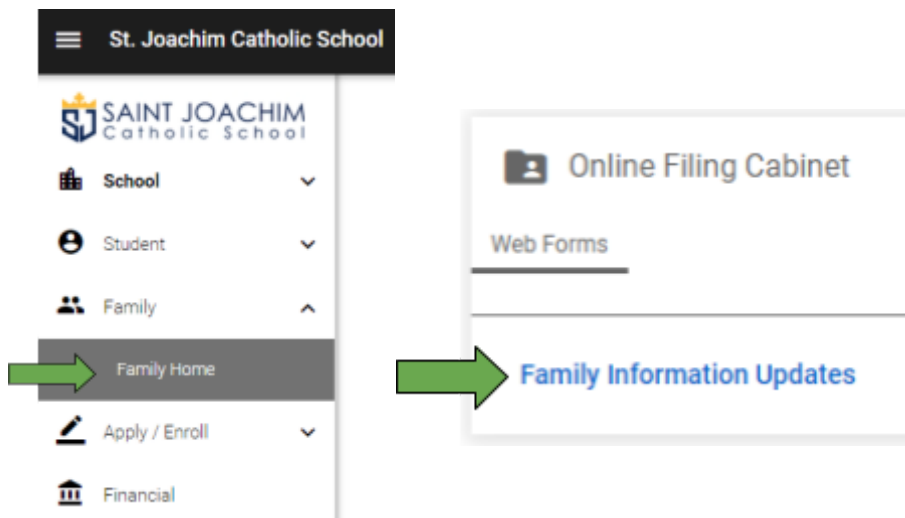 St. Joachim Catholic School
SJ SAINT JOACHIM
Catholic School
School
Student
Family
Family Home
Apply / Enroll
Financial
Online Filing Cabinet
Web Forms
Family Information Updates